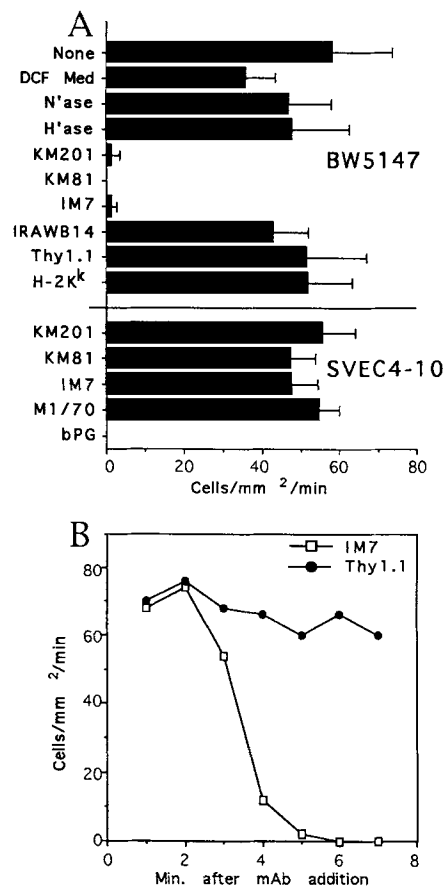 A
None
DCF Med
N'ase
H'ase
KM201
KM81
IM7
IRAWB14
Thy1.1
H-2Kk
BW5147
KM201
KM81
IM7
M1/70
bPG
SVEC4-10
0 20 40 60 80
Cells/mm 2/min
B
IM7
Thy1.1
80
60
40
20
0
Cells/mm 2/min
0 2 4 6 8
Min. after mAb addition